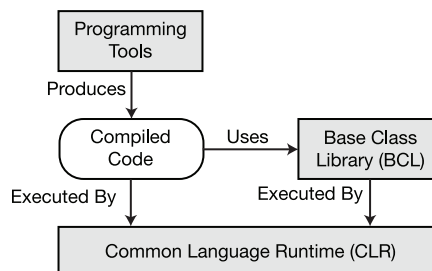 Programming
Tools
Produces
Compiled
Code
Uses
Base Class
Library (BCL)
Executed By
Executed By
Common Language Runtime (CLR)